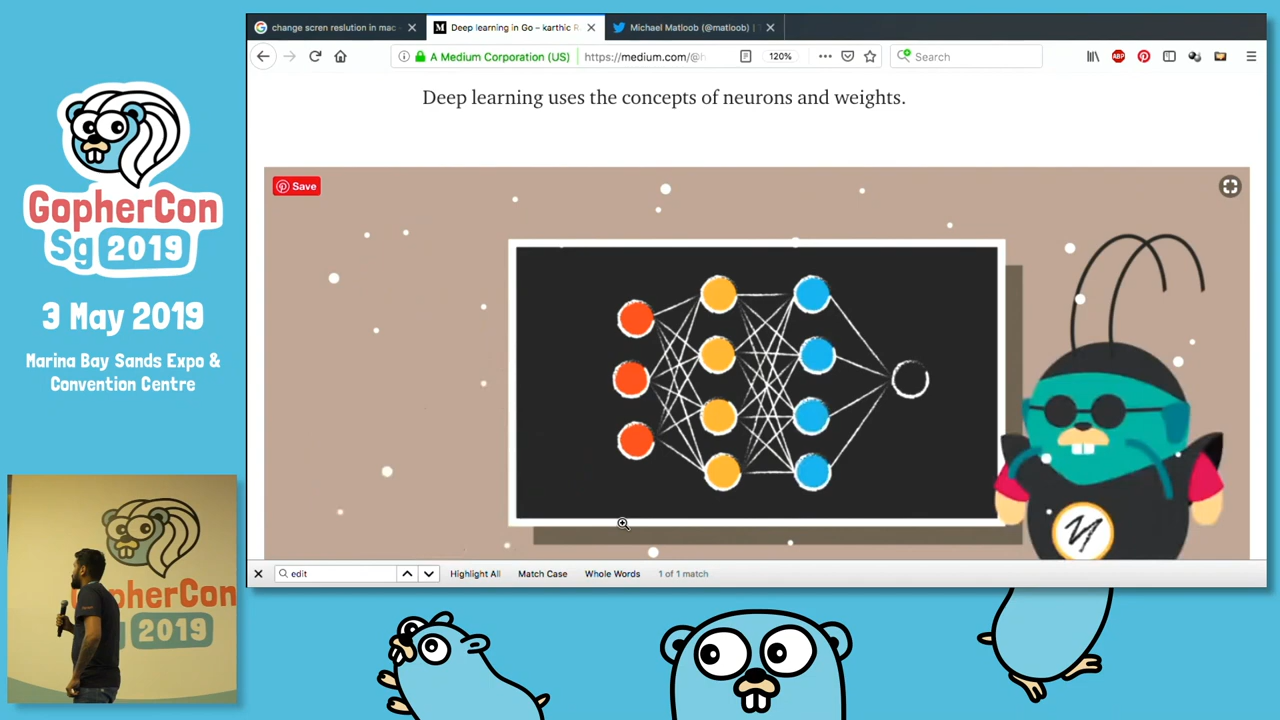 GopherCon
Sg 2019
3 May 2019
Marina Bay Sands Expo &
Convention Centre
change scren reslution in mac
Deep learning in Go – karthic R
Michael Matloob (@matloob) | T
A Medium Corporation (US)
https://medium.com/@h
120%
Search
ABP
Deep learning uses the concepts of neurons and weights.
Save
edit
Highlight All
Match Case
Whole Words
1 of 1 match
opherCon
2019